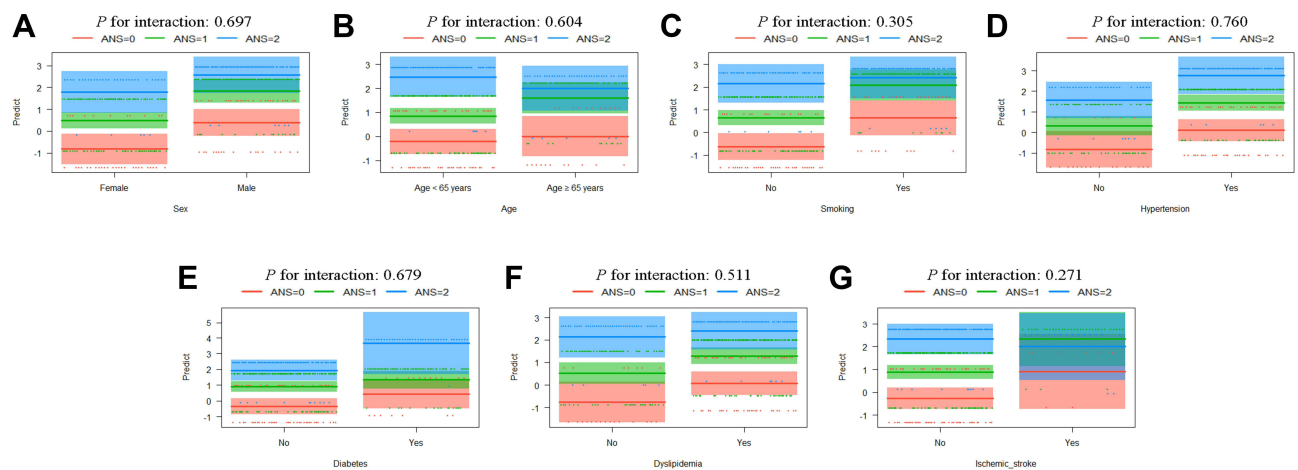 A
P for interaction: 0.697
ANS=0 ANS=1 ANS=2
Predict
3
2
1
0
-1
Female Male
Sex
B
P for interaction: 0.604
ANS=0 ANS=1 ANS=2
Predict
3
2
1
0
-1
Age < 65 years Age ≥ 65 years
Age
C
P for interaction: 0.305
ANS=0 ANS=1 ANS=2
Predict
3
2
1
0
-1
No Yes
Smoking
D
P for interaction: 0.760
ANS=0 ANS=1 ANS=2
Predict
3
2
1
0
-1
No Yes
Hypertension
E
P for interaction: 0.679
ANS=0 ANS=1 ANS=2
Predict
5
4
3
2
1
0
-1
No Yes
Diabetes
F
P for interaction: 0.511
ANS=0 ANS=1 ANS=2
Predict
3
2
1
0
-1
No Yes
Dyslipidemia
G
P for interaction: 0.271
ANS=0 ANS=1 ANS=2
Predict
3
2
1
0
-1
No Yes
Ischemic_stroke